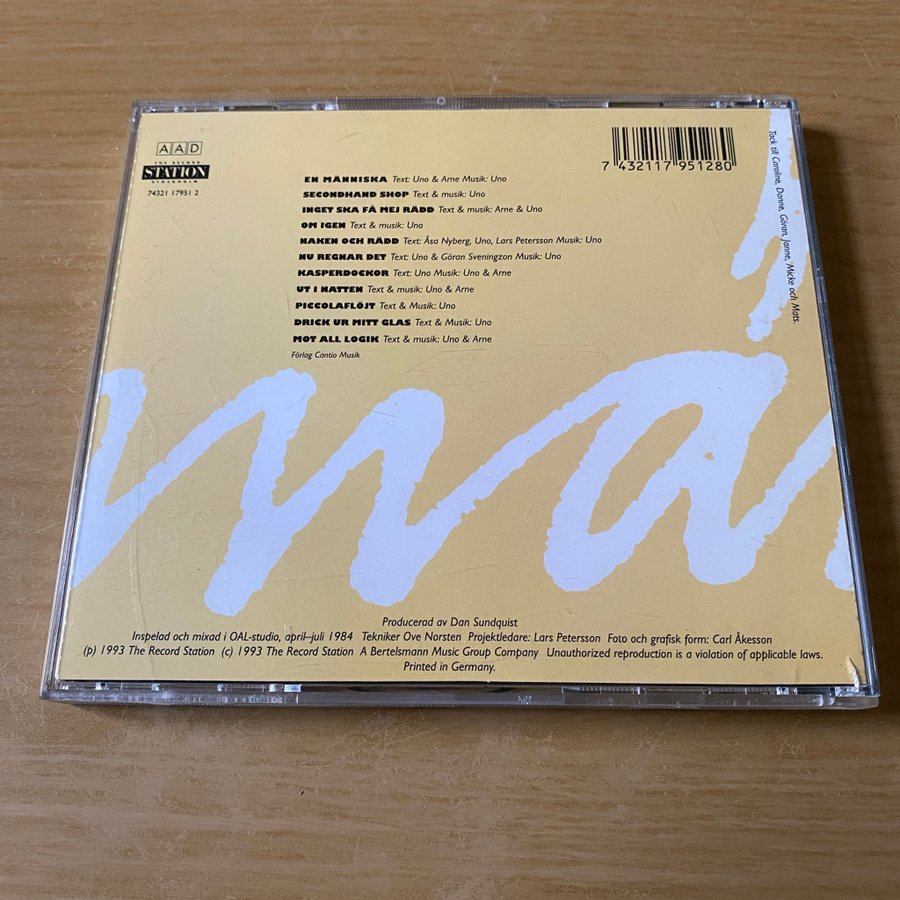 AAD
THE RECORD
STATION
STOCKHOLM
74321 17951 2
7 432117 951280
Tack till Caroline, Danne, Göran, Janne, Micke och Mats.
EN MÄNNISKA Text: Uno & Arne Musik: Uno
SECONDHAND SHOP Text & musik: Uno
INGET SKA FÅ MEJ RÄDD Text & musik: Arne & Uno
OM IGEN Text & musik: Uno
NAKEN OCH RÄDD Text: Åsa Nyberg, Uno, Lars Petersson Musik: Uno
NU REGNAR DET Text: Uno & Göran Sveningzon Musik: Uno
KASPERDOCKOR Text: Uno Musik: Uno & Arne
UT I NATTEN Text & musik: Uno & Arne
PICCOLAFLÖJT Text & Musik: Uno
DRICK UR MITT GLAS Text & Musik: Uno
MOT ALL LOGIK Text & musik: Uno & Arne
Förlag Cantio Musik
Producerad av Dan Sundquist
Inspelad och mixad i OAL-studio, april–juli 1984 Tekniker Ove Norsten Projektledare: Lars Petersson Foto och grafisk form: Carl Åkesson
(p) 1993 The Record Station (c) 1993 The Record Station A Bertelsmann Music Group Company Unauthorized reproduction is a violation of applicable laws.
Printed in Germany.